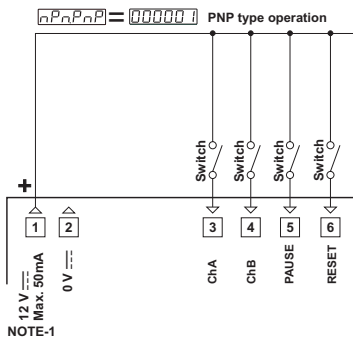 nPnPnP = 000001 PNP type operation
Switch Switch Switch Switch
+
1 2 3 4 5 6
12 V
Max. 50mA
0 V
ChA
ChB
PAUSE
RESET
NOTE-1